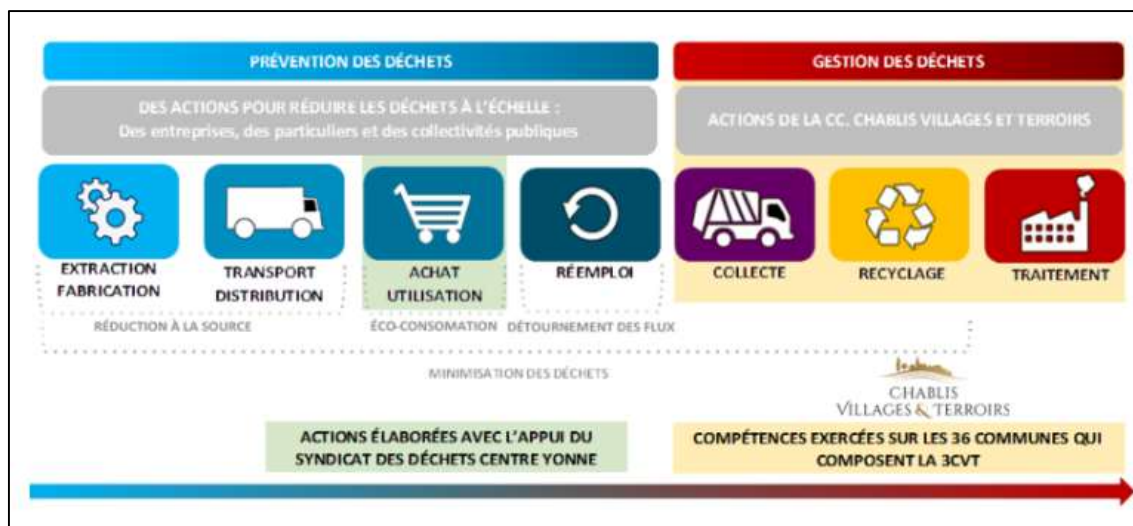 PRÉVENTION DES DÉCHETS
GESTION DES DÉCHETS
DES ACTIONS POUR RÉDUIRE LES DÉCHETS À L'ÉCHELLE :
Des entreprises, des particuliers et des collectivités publiques
ACTIONS DE LA CC. CHABLIS VILLAGES ET TERROIRS
EXTRACTION
FABRICATION
TRANSPORT
DISTRIBUTION
ACHAT
UTILISATION
RÉEMPLOI
COLLECTE
RECYCLAGE
TRAITEMENT
RÉDUCTION À LA SOURCE
ÉCO-CONSOMATION
DÉTOURNEMENT DES FLUX
MINIMISATION DES DÉCHETS
CHABLIS
VILLAGES & TERROIRS
ACTIONS ÉLABORÉES AVEC L'APPUI DU
SYNDICAT DES DÉCHETS CENTRE YONNE
COMPÉTENCES EXERCÉES SUR LES 36 COMMUNES QUI
COMPOSENT LA 3CVT